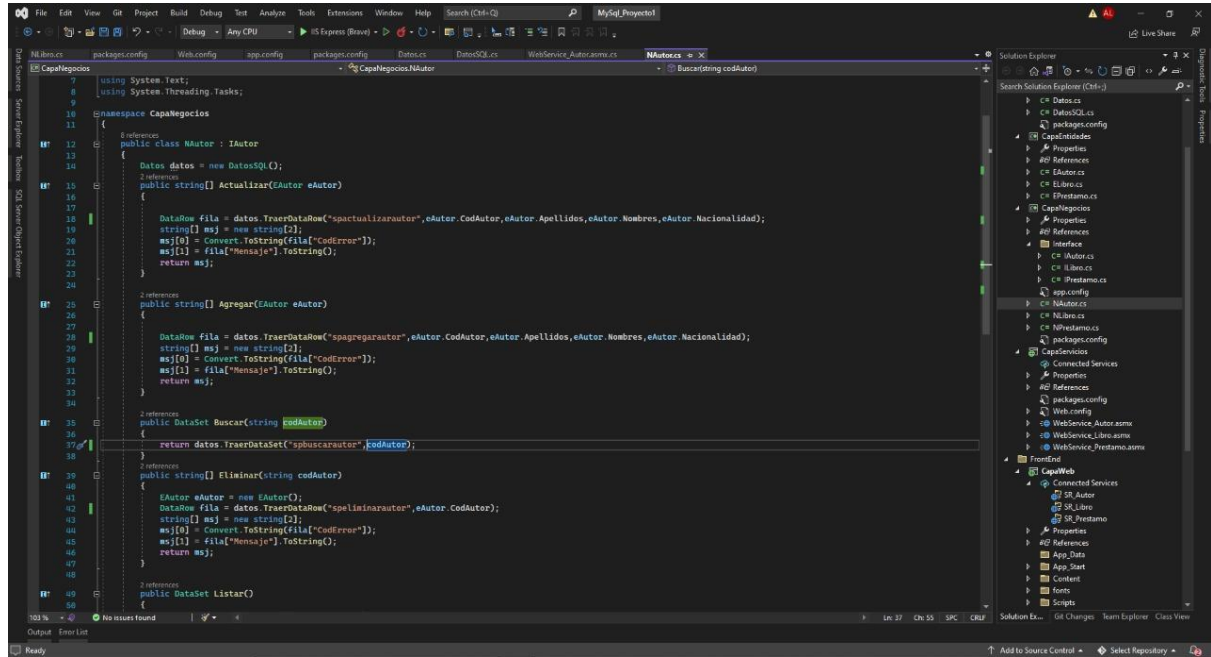 File Edit View Git Project Build Debug Test Analyze Tools Extensions Window Help Search (Ctrl+Q) MySql_Proyecto1 AL
Debug Any CPU IIS Express (Brave) Live Share
NLibro.cs packages.config Web.config app.config packages.config Datos.cs DatosSQL.cs WebService_Autor.asmx.cs NAutor.cs
CapaNegocios CapaNegocios.NAutor Buscar(string codAutor)
7 using System.Text;
8 using System.Threading.Tasks;
9
10 namespace CapaNegocios
11 {
8 references
12 public class NAutor : IAutor
13 {
14 Datos datos = new DatosSQL();
2 references
15 public string[] Actualizar(EAutor eAutor)
16 {
17
18 DataRow fila = datos.TraerDataRow("spactualizarautor",eAutor.CodAutor,eAutor.Apellidos,eAutor.Nombres,eAutor.Nacionalidad);
19 string[] msj = new string[2];
20 msj[0] = Convert.ToString(fila["CodError"]);
21 msj[1] = fila["Mensaje"].ToString();
22 return msj;
23 }
24
2 references
25 public string[] Agregar(EAutor eAutor)
26 {
27
28 DataRow fila = datos.TraerDataRow("spagregarautor",eAutor.CodAutor,eAutor.Apellidos,eAutor.Nombres,eAutor.Nacionalidad);
29 string[] msj = new string[2];
30 msj[0] = Convert.ToString(fila["CodError"]);
31 msj[1] = fila["Mensaje"].ToString();
32 return msj;
33 }
34
2 references
35 public DataSet Buscar(string codAutor)
36 {
37 return datos.TraerDataSet("spbuscarautor",codAutor);
38 }
2 references
39 public string[] Eliminar(string codAutor)
40 {
41 EAutor eAutor = new EAutor();
42 DataRow fila = datos.TraerDataRow("speliminarautor",eAutor.CodAutor);
43 string[] msj = new string[2];
44 msj[0] = Convert.ToString(fila["CodError"]);
45 msj[1] = fila["Mensaje"].ToString();
46 return msj;
47 }
48
2 references
49 public DataSet Listar()
50 {
103 % No issues found Ln: 37 Ch: 55 SPC CRLF
Output Error List
Ready Add to Source Control Select Repository
Data Sources
Server Explorer
Toolbox
SQL Server Object Explorer
Solution Explorer
Search Solution Explorer (Ctrl+;)
C# Datos.cs
C# DatosSQL.cs
packages.config
CapaEntidades
Properties
References
C# EAutor.cs
C# ELibro.cs
C# EPrestamo.cs
CapaNegocios
Properties
References
Interface
C# IAutor.cs
C# ILibro.cs
C# IPrestamo.cs
app.config
C# NAutor.cs
C# NLibro.cs
C# NPrestamo.cs
packages.config
CapaServicios
Connected Services
Properties
References
packages.config
Web.config
WebService_Autor.asmx
WebService_Libro.asmx
WebService_Prestamo.asmx
FrontEnd
CapaWeb
Connected Services
SR_Autor
SR_Libro
SR_Prestamo
Properties
References
App_Data
App_Start
Content
fonts
Scripts
Solution Ex... Git Changes Team Explorer Class View
Diagnostic Tools
Properties